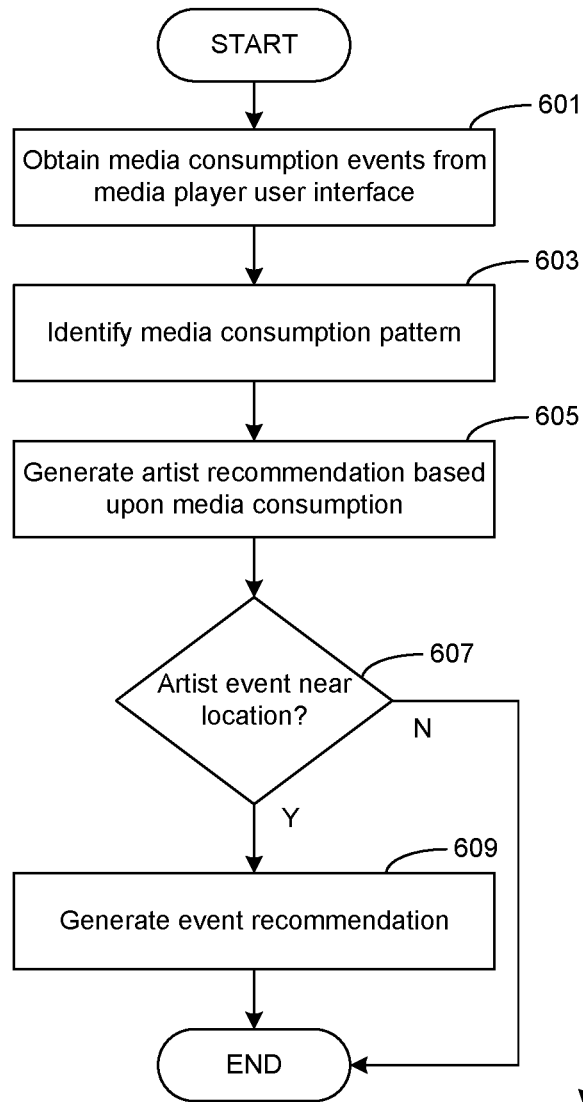 START
601
Obtain media consumption events from
media player user interface
603
Identify media consumption pattern
605
Generate artist recommendation based
upon media consumption
607
Artist event near
location?
N
Y
609
Generate event recommendation
END